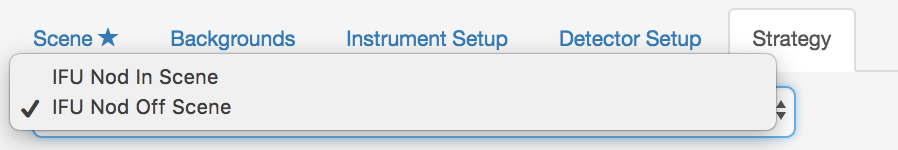 Scene ★ Backgrounds Instrument Setup Detector Setup Strategy
IFU Nod In Scene
✓ IFU Nod Off Scene